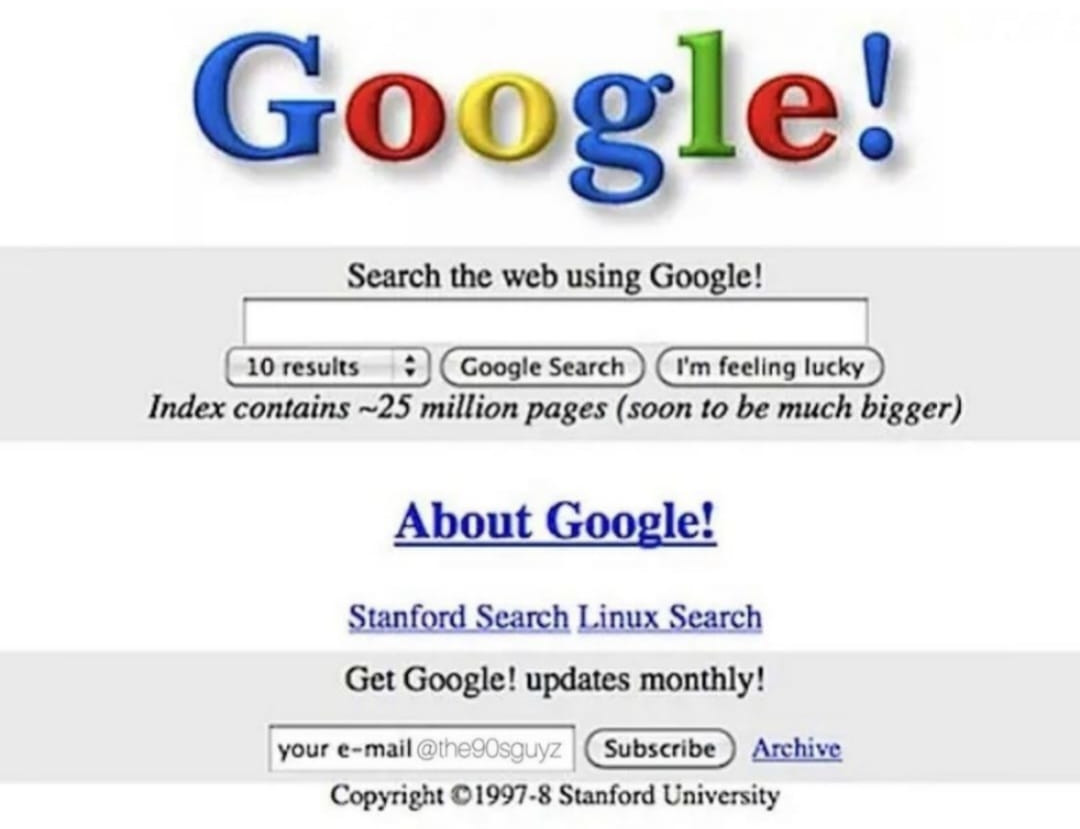 Google!
Search the web using Google!
10 results Google Search I'm feeling lucky
Index contains ~25 million pages (soon to be much bigger)
About Google!
Stanford Search Linux Search
Get Google! updates monthly!
your e-mail @the90sguyz Subscribe Archive
Copyright ©1997-8 Stanford University